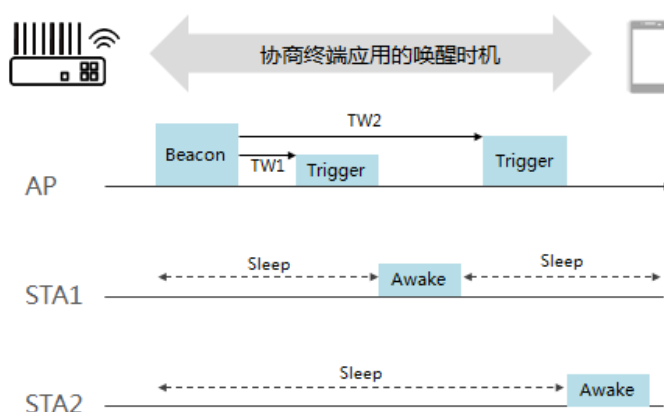 协商终端应用的唤醒时机
TW2
Beacon
TW1
Trigger
Trigger
AP
Sleep
Awake
Sleep
STA1
Sleep
Awake
STA2